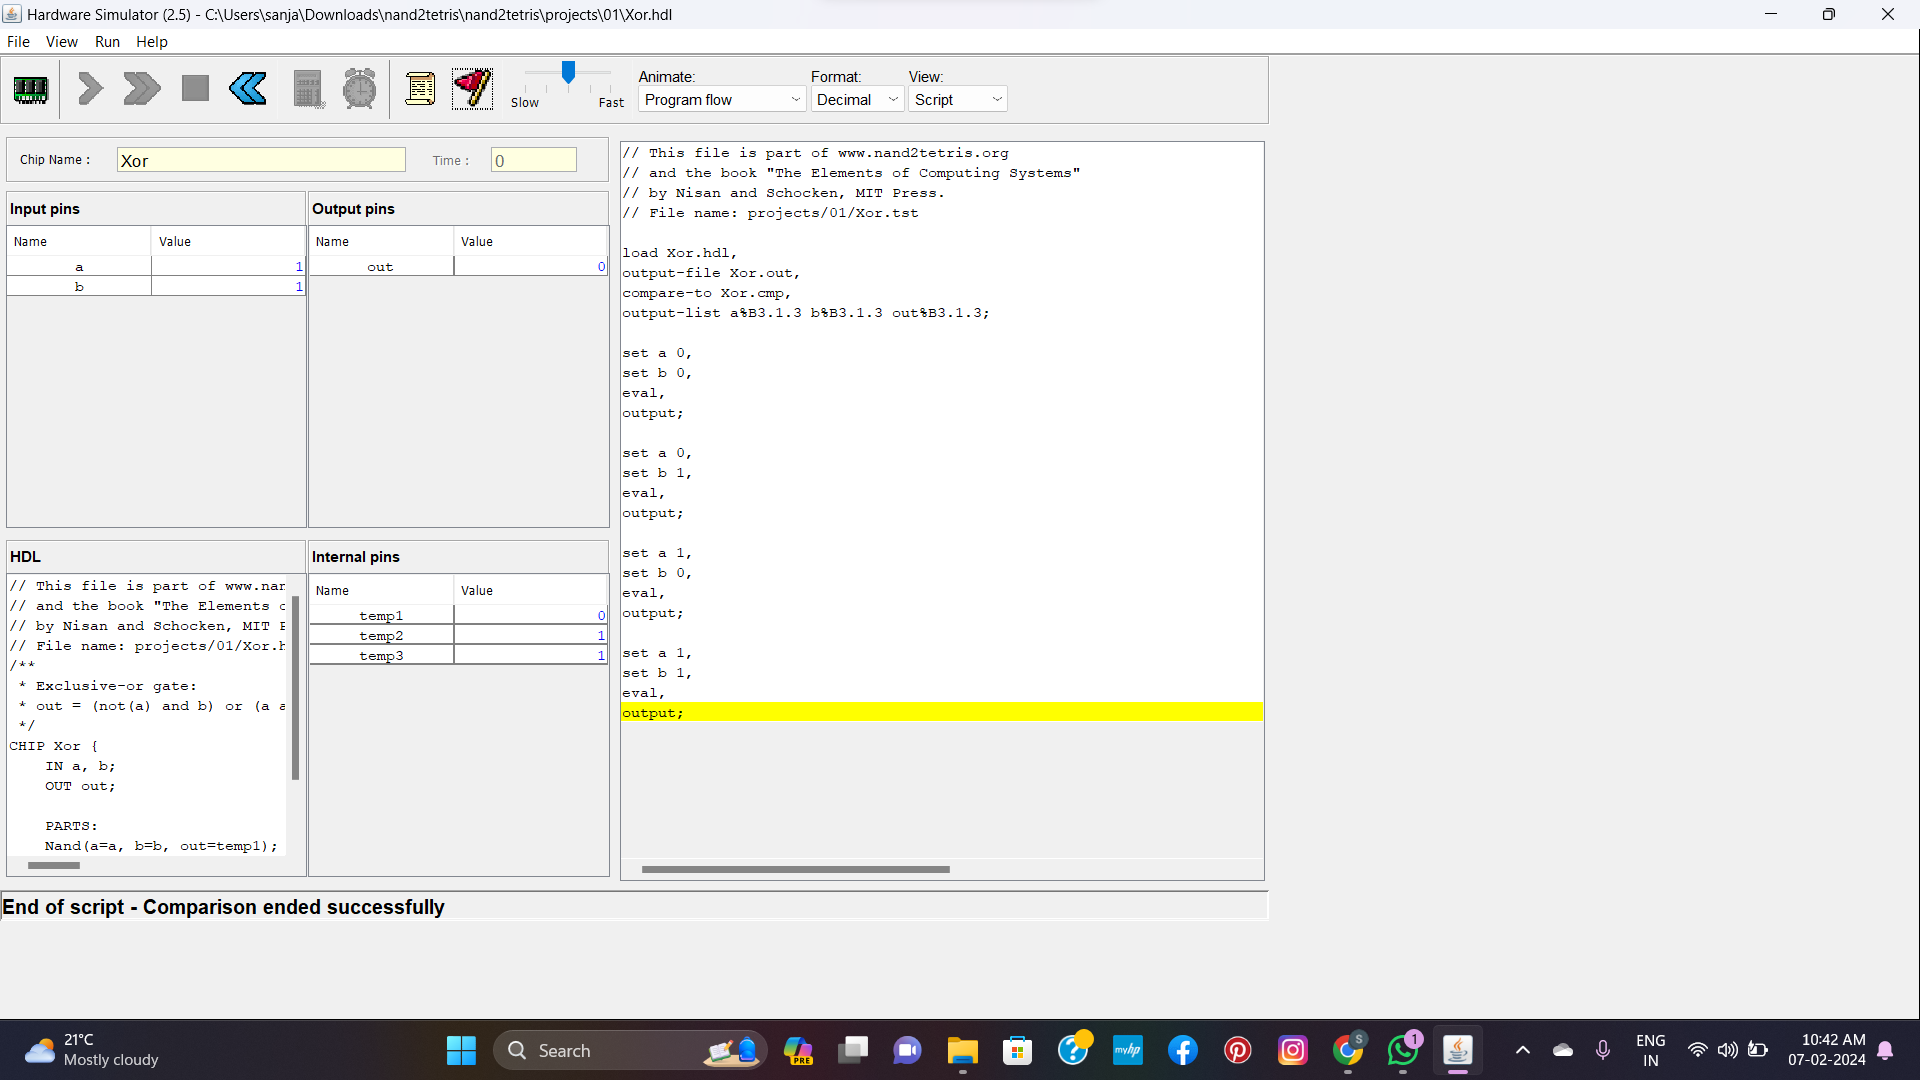 Hardware Simulator (2.5) - C:\Users\sanja\Downloads\nand2tetris\nand2tetris\projects\01\Xor.hdl
File View Run Help
Slow Fast
Animate: Format: View:
Program flow Decimal Script
Chip Name : Xor Time : 0
Input pins
Name Value
a 1
b 1
Output pins
Name Value
out 0
HDL
// This file is part of www.nan
// and the book "The Elements o
// by Nisan and Schocken, MIT P
// File name: projects/01/Xor.h
/**
* Exclusive-or gate:
* out = (not(a) and b) or (a a
*/
CHIP Xor {
IN a, b;
OUT out;
PARTS:
Nand(a=a, b=b, out=temp1);
Internal pins
Name Value
temp1 0
temp2 1
temp3 1
// This file is part of www.nand2tetris.org
// and the book "The Elements of Computing Systems"
// by Nisan and Schocken, MIT Press.
// File name: projects/01/Xor.tst
load Xor.hdl,
output-file Xor.out,
compare-to Xor.cmp,
output-list a%B3.1.3 b%B3.1.3 out%B3.1.3;
set a 0,
set b 0,
eval,
output;
set a 0,
set b 1,
eval,
output;
set a 1,
set b 0,
eval,
output;
set a 1,
set b 1,
eval,
output;
End of script - Comparison ended successfully
21°C
Mostly cloudy
Search
PRE
myhp
S
1
ENG
IN
10:42 AM
07-02-2024